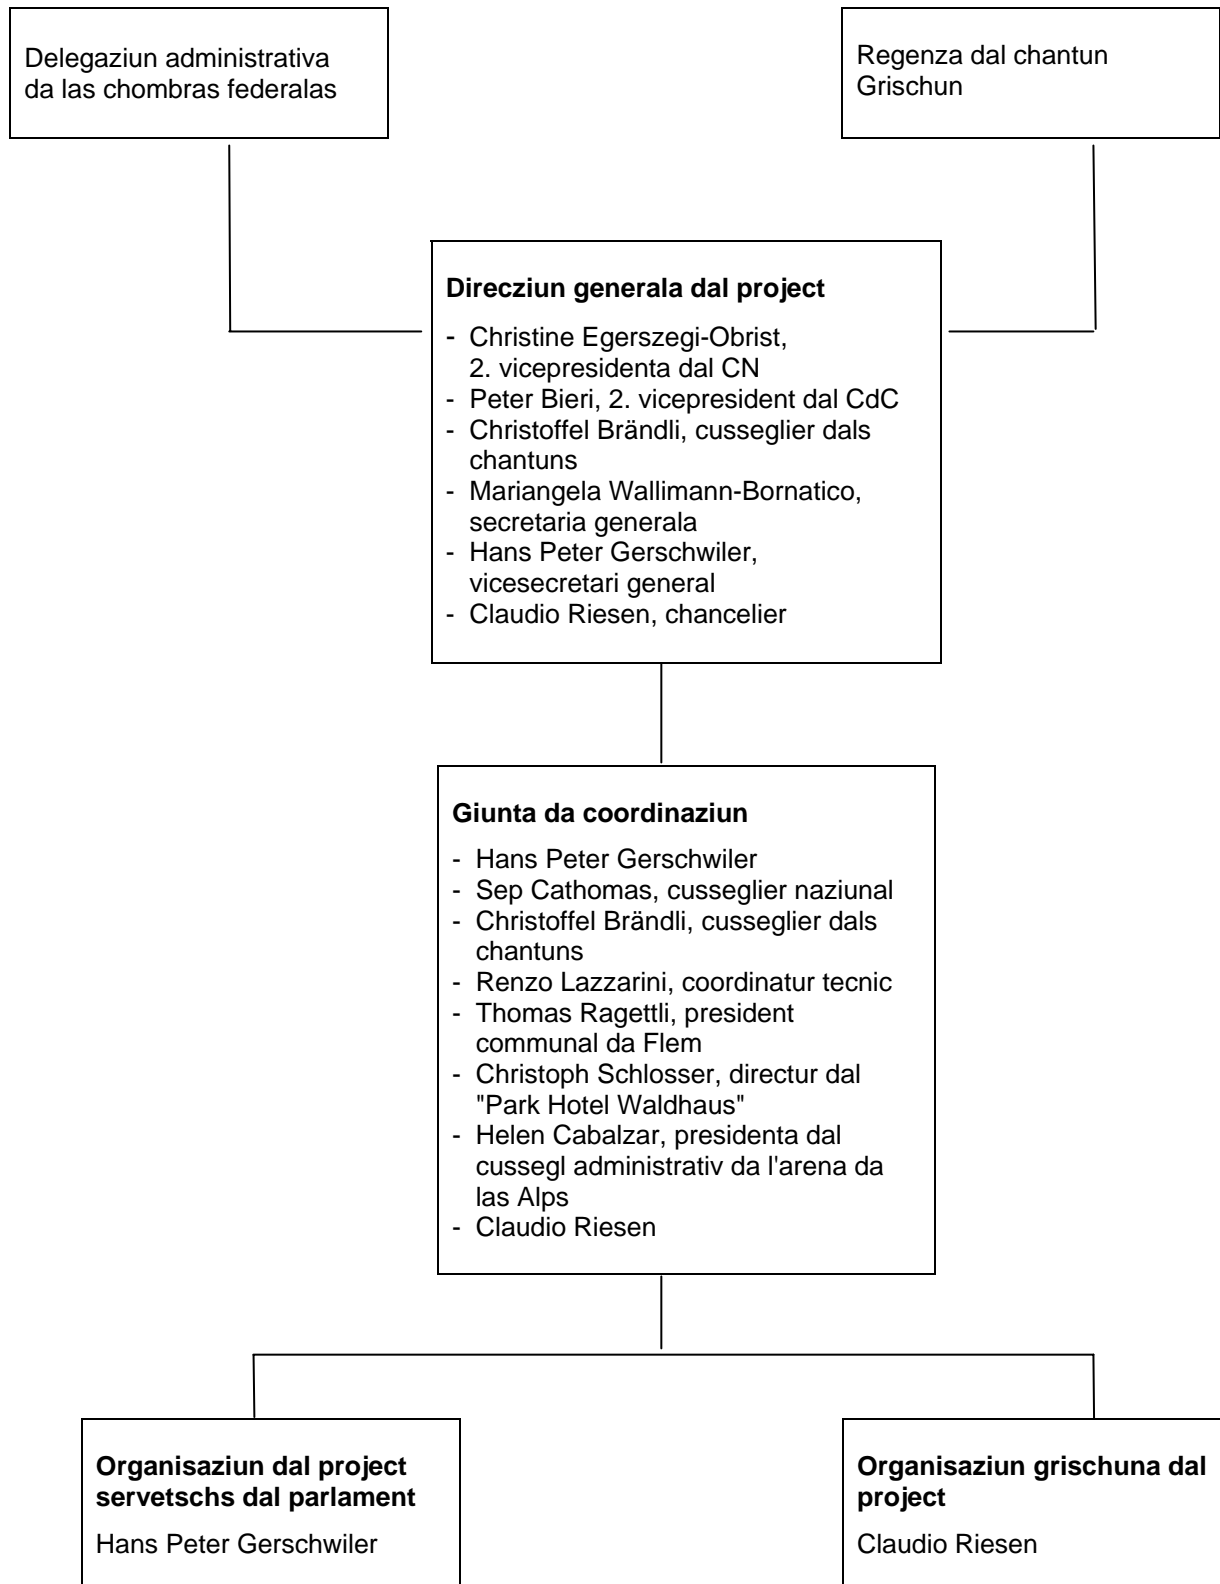 Delegaziun administrativa
da las chombras federalas
Regenza dal chantun
Grischun
Direcziun generala dal project
- Christine Egerszegi-Obrist,
2. vicepresidenta dal CN
- Peter Bieri, 2. vicepresident dal CdC
- Christoffel Brändli, cusseglier dals
chantuns
- Mariangela Wallimann-Bornatico,
secretaria generala
- Hans Peter Gerschwiler,
vicesecretari general
- Claudio Riesen, chancelier
Giunta da coordinaziun
- Hans Peter Gerschwiler
- Sep Cathomas, cusseglier naziunal
- Christoffel Brändli, cusseglier dals
chantuns
- Renzo Lazzarini, coordinatur tecnic
- Thomas Ragettli, president
communal da Flem
- Christoph Schlosser, directur dal
"Park Hotel Waldhaus"
- Helen Cabalzar, presidenta dal
cussegl administrativ da l'arena da
las Alps
- Claudio Riesen
Organisaziun dal project
servetschs dal parlament
Hans Peter Gerschwiler
Organisaziun grischuna dal
project
Claudio Riesen